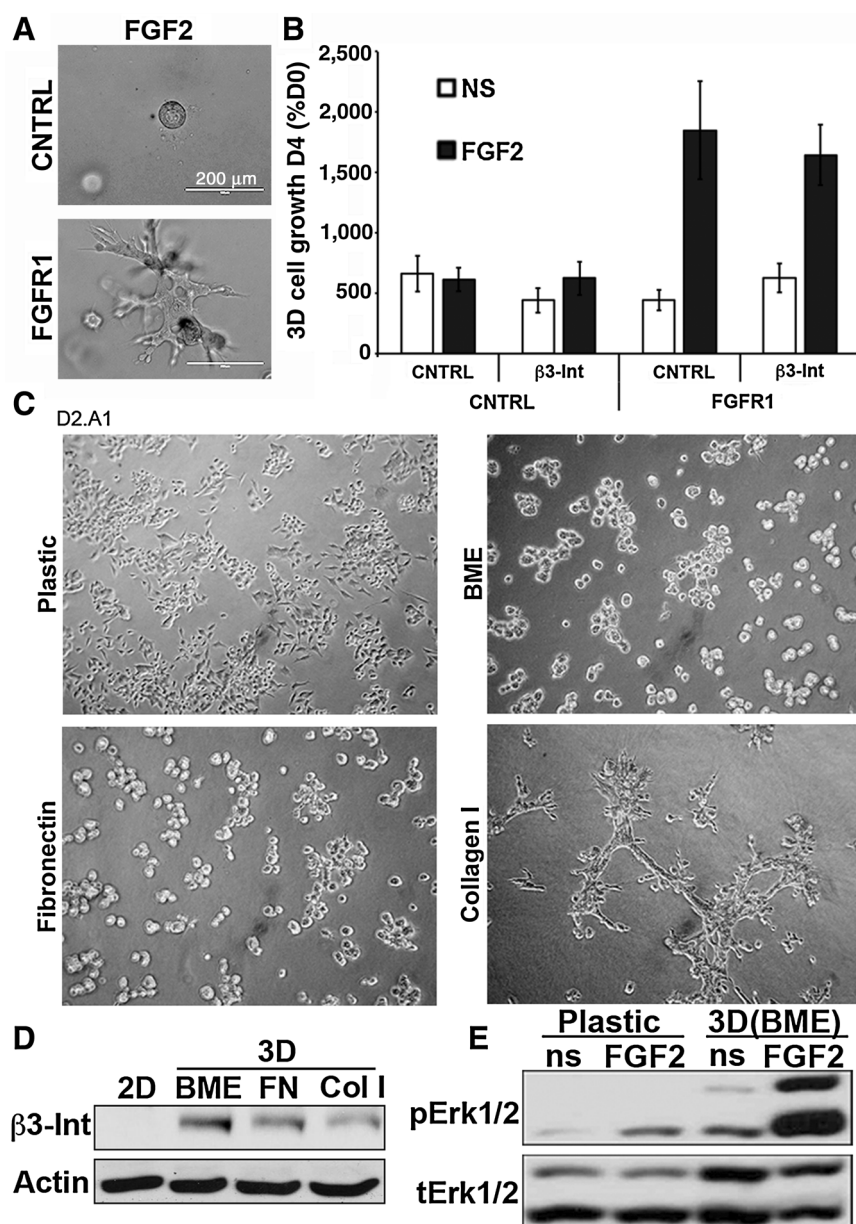 A
FGF2
CNTRL
200 µm
FGFR1
B
3D cell growth D4 (%D0)
2,500
2,000
1,500
1,000
500
0
NS
FGF2
CNTRL
β3-Int
CNTRL
β3-Int
CNTRL
FGFR1
C
D2.A1
Plastic
BME
Fibronectin
Collagen I
D
3D
2D BME FN Col I
β3-Int
Actin
E
Plastic 3D(BME)
ns FGF2 ns FGF2
pErk1/2
tErk1/2